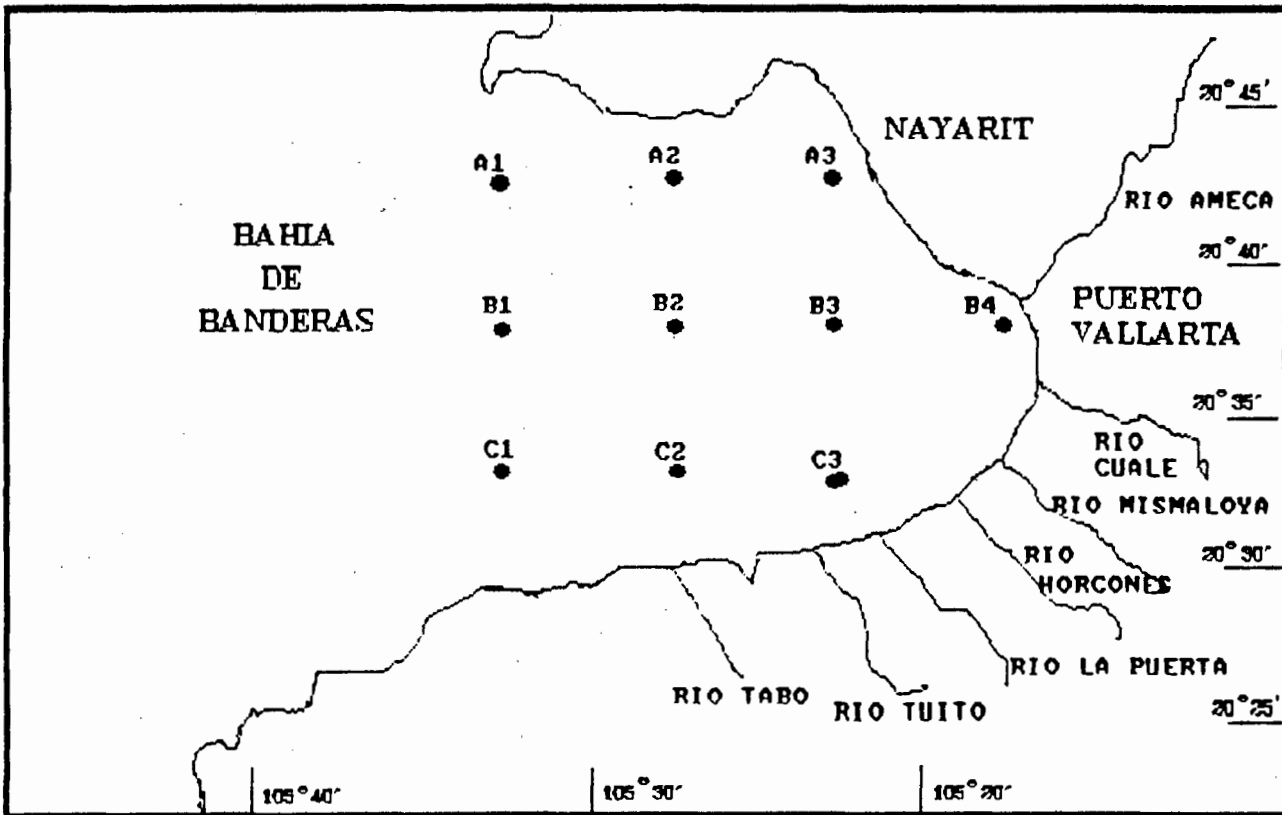 20°45'
NAYARIT
A1
A2
A3
RIO AMECA
BAHIA
DE
BANDERAS
20°40'
B1
B2
B3
B4
PUERTO
VALLARTA
20°35'
C1
C2
C3
RIO
CUALE
RIO MISMALOYA
20°30'
RIO
HORCONES
RIO LA PUERTA
RIO TABO
RIO TUITO
20°25'
105°40'
105°30'
105°20'